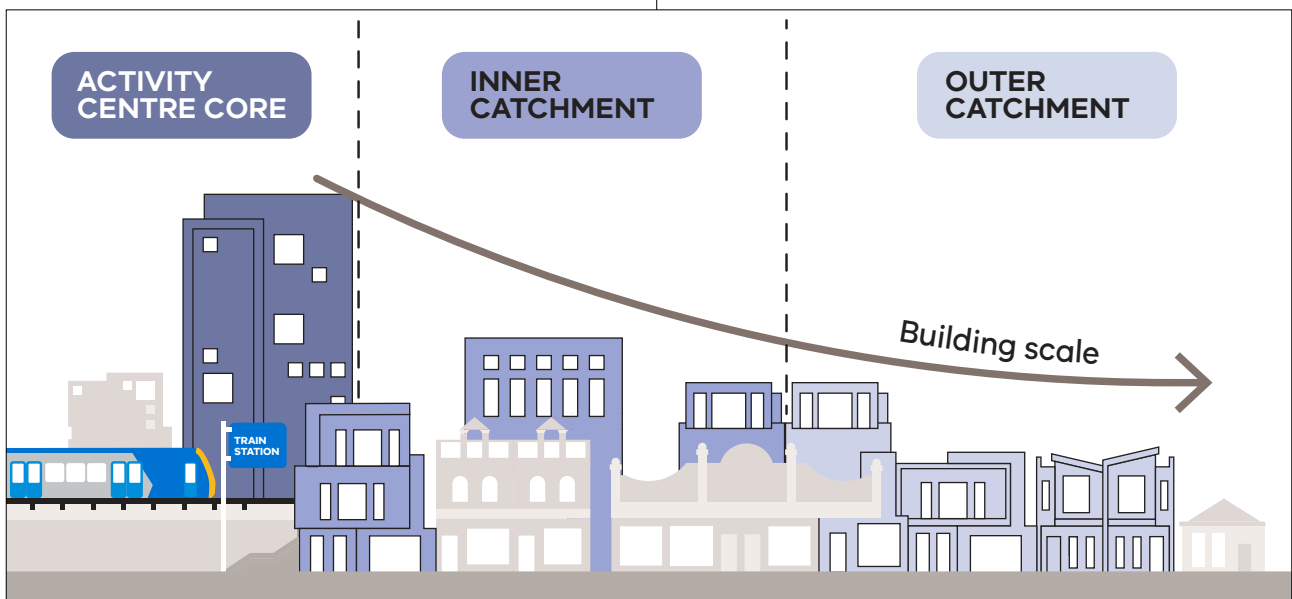 ACTIVITY
CENTRE CORE
INNER
CATCHMENT
OUTER
CATCHMENT
Building scale
TRAIN
STATION